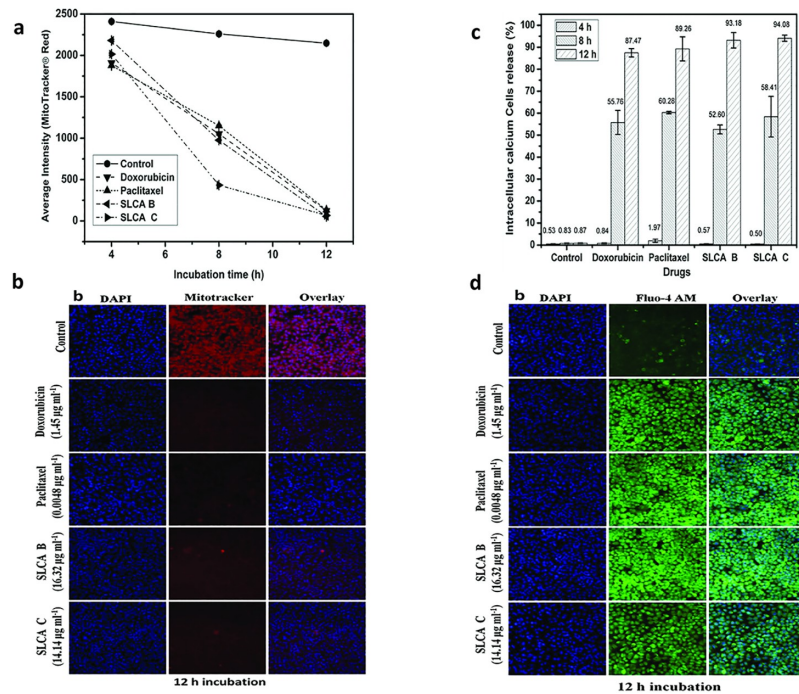 a
Average Intensity (MitoTracker® Red)
2500
2250
2000
1750
1500
1250
1000
750
500
250
0
Control
Doxorubicin
Paclitaxel
SLCA B
SLCA C
4
6
8
10
12
Incubation time (h)
c
Intracellular calcium Cells release (%)
100
90
80
70
60
50
40
30
20
10
0
4 h
8 h
12 h
0.53
0.83
0.87
0.84
55.76
87.47
1.97
60.28
89.26
0.57
52.60
93.18
0.50
58.41
94.08
Control
Doxorubicin
Paclitaxel
SLCA B
SLCA C
Drugs
b
b
DAPI
Mitotracker
Overlay
Control
Doxorubicin
(1.45 µg ml-1)
Paclitaxel
(0.0048 µg ml-1)
SLCA B
(16.32 µg ml-1)
SLCA C
(14.14 µg ml-1)
12 h incubation
d
b
DAPI
Fluo-4 AM
Overlay
Control
Doxorubicin
(1.45 µg ml-1)
Paclitaxel
(0.0048 µg ml-1)
SLCA B
(16.32 µg ml-1)
SLCA C
(14.14 µg ml-1)
12 h incubation